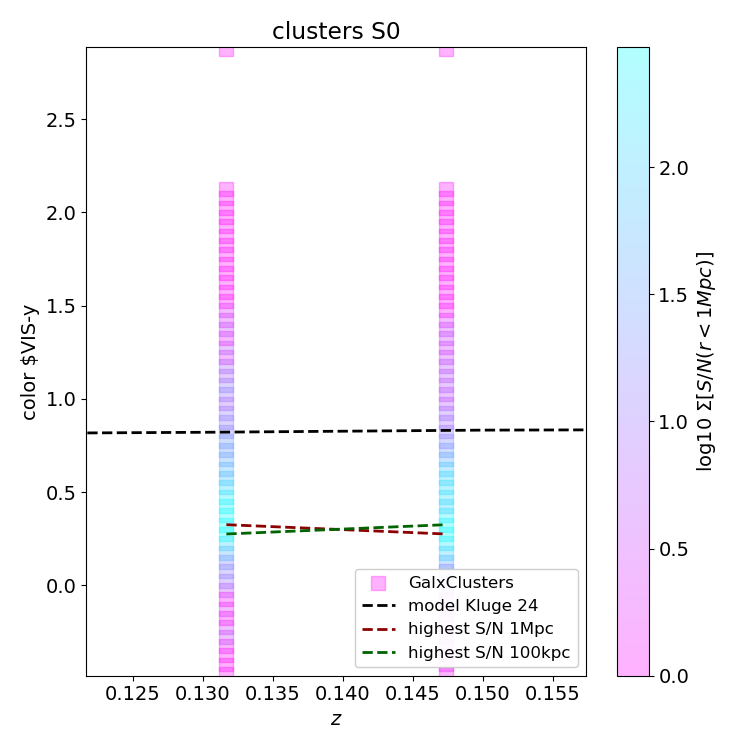 clusters S0
color $VIS-y
2.5
2.0
1.5
1.0
0.5
0.0
0.125
0.130
0.135
0.140
0.145
0.150
0.155
z
GalxClusters
model Kluge 24
highest S/N 1Mpc
highest S/N 100kpc
2.0
1.5
1.0
0.5
0.0
log10 Σ[S/N(r < 1Mpc)]